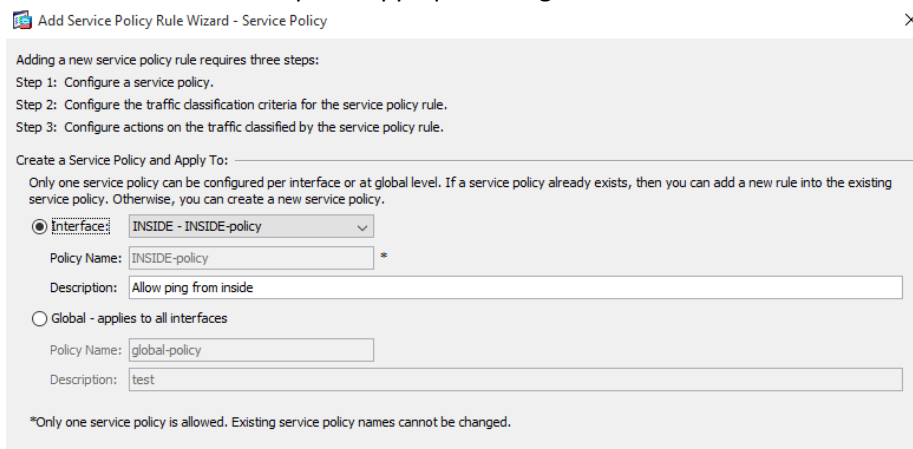 Add Service Policy Rule Wizard - Service Policy
Adding a new service policy rule requires three steps:
Step 1: Configure a service policy.
Step 2: Configure the traffic classification criteria for the service policy rule.
Step 3: Configure actions on the traffic classified by the service policy rule.
Create a Service Policy and Apply To:
Only one service policy can be configured per interface or at global level. If a service policy already exists, then you can add a new rule into the existing
service policy. Otherwise, you can create a new service policy.
Interface: INSIDE - INSIDE-policy
Policy Name: INSIDE-policy *
Description: Allow ping from inside
Global - applies to all interfaces
Policy Name: global-policy
Description: test
*Only one service policy is allowed. Existing service policy names cannot be changed.